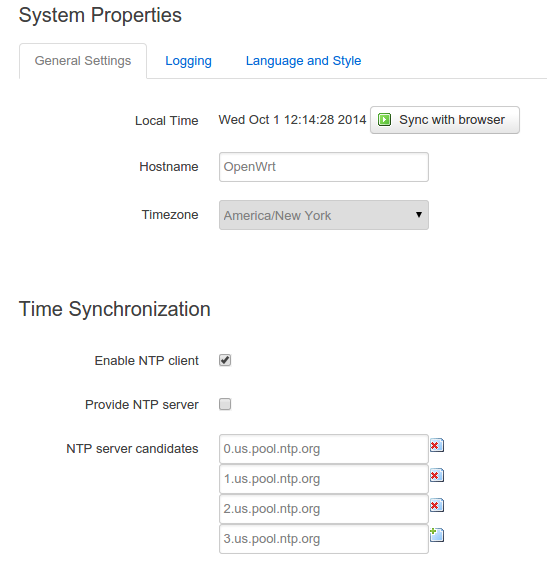 System Properties
General Settings Logging Language and Style
Local Time Wed Oct 1 12:14:28 2014 Sync with browser
Hostname OpenWrt
Timezone America/New York
Time Synchronization
Enable NTP client
Provide NTP server
NTP server candidates 0.us.pool.ntp.org
1.us.pool.ntp.org
2.us.pool.ntp.org
3.us.pool.ntp.org